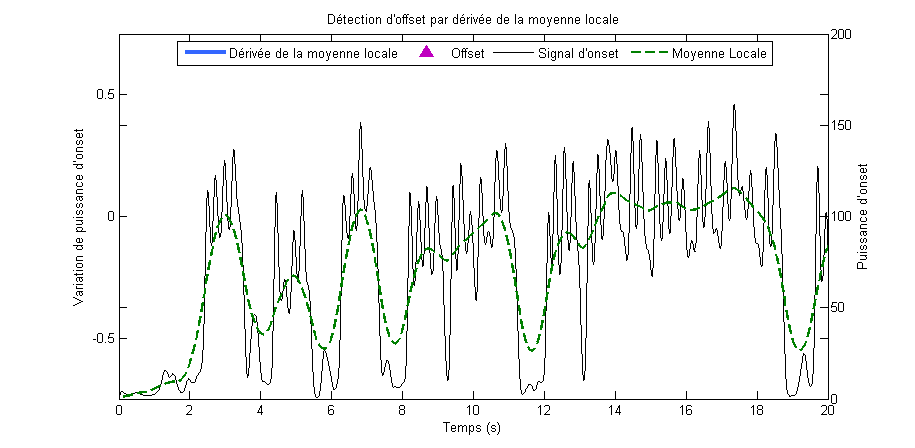 Détection d'offset par dérivée de la moyenne locale
Dérivée de la moyenne locale
Offset
Signal d'onset
Moyenne Locale
Variation de puissance d'onset
0.5
0
-0.5
200
150
100
50
0
Puissance d'onset
0 2 4 6 8 10 12 14 16 18 20
Temps (s)